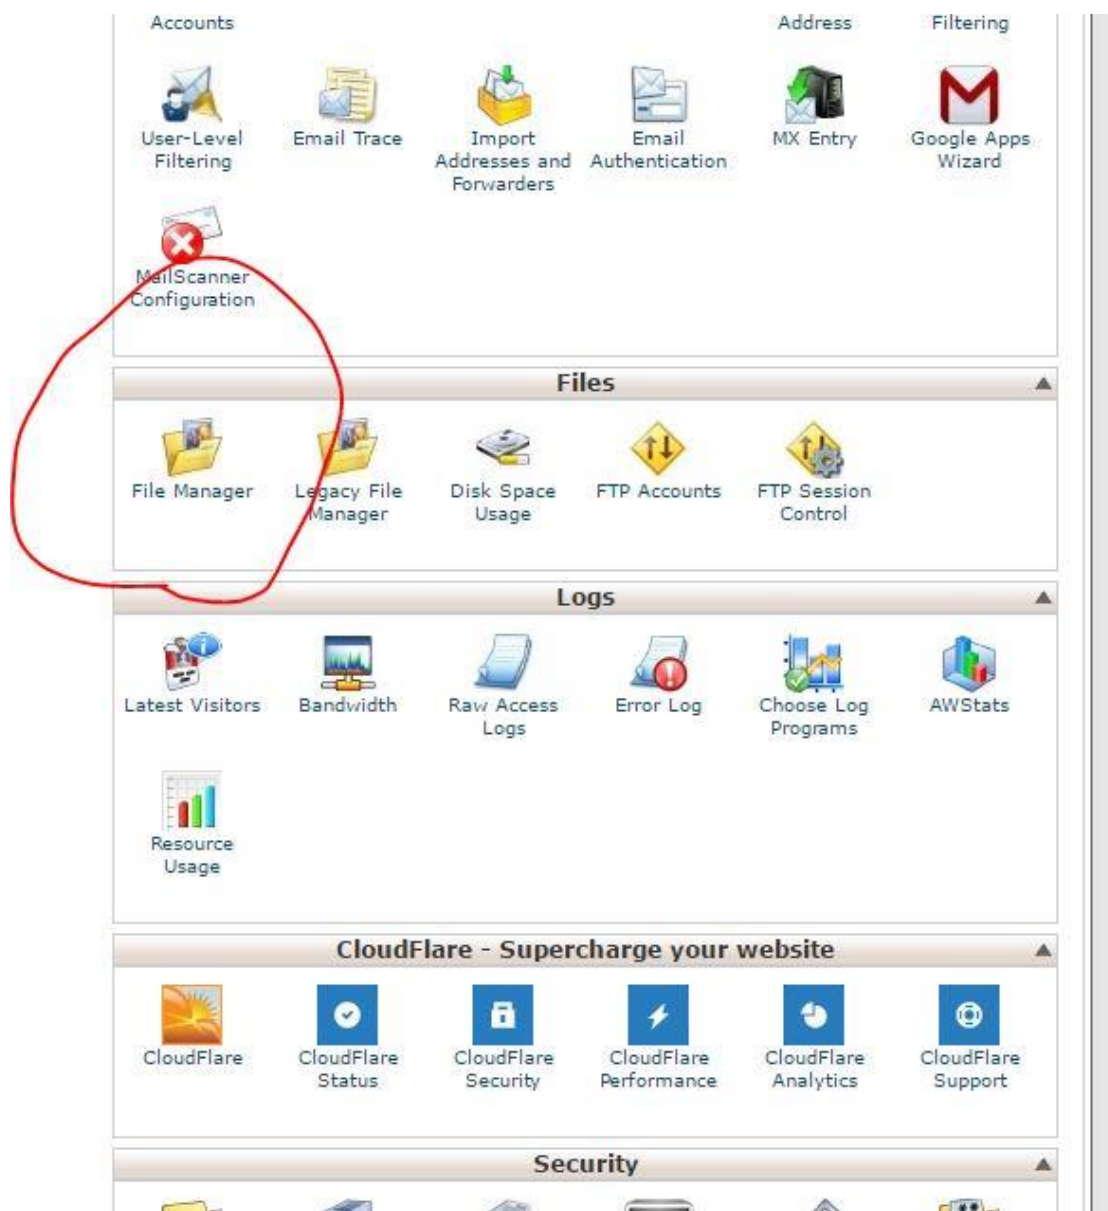 Accounts
Address
Filtering
User-Level
Filtering
Email Trace
Import
Addresses and
Forwarders
Email
Authentication
MX Entry
Google Apps
Wizard
MailScanner
Configuration
Files
File Manager
Legacy File
Manager
Disk Space
Usage
FTP Accounts
FTP Session
Control
Logs
Latest Visitors
Bandwidth
Raw Access
Logs
Error Log
Choose Log
Programs
AWStats
Resource
Usage
CloudFlare - Supercharge your website
CloudFlare
CloudFlare
Status
CloudFlare
Security
CloudFlare
Performance
CloudFlare
Analytics
CloudFlare
Support
Security